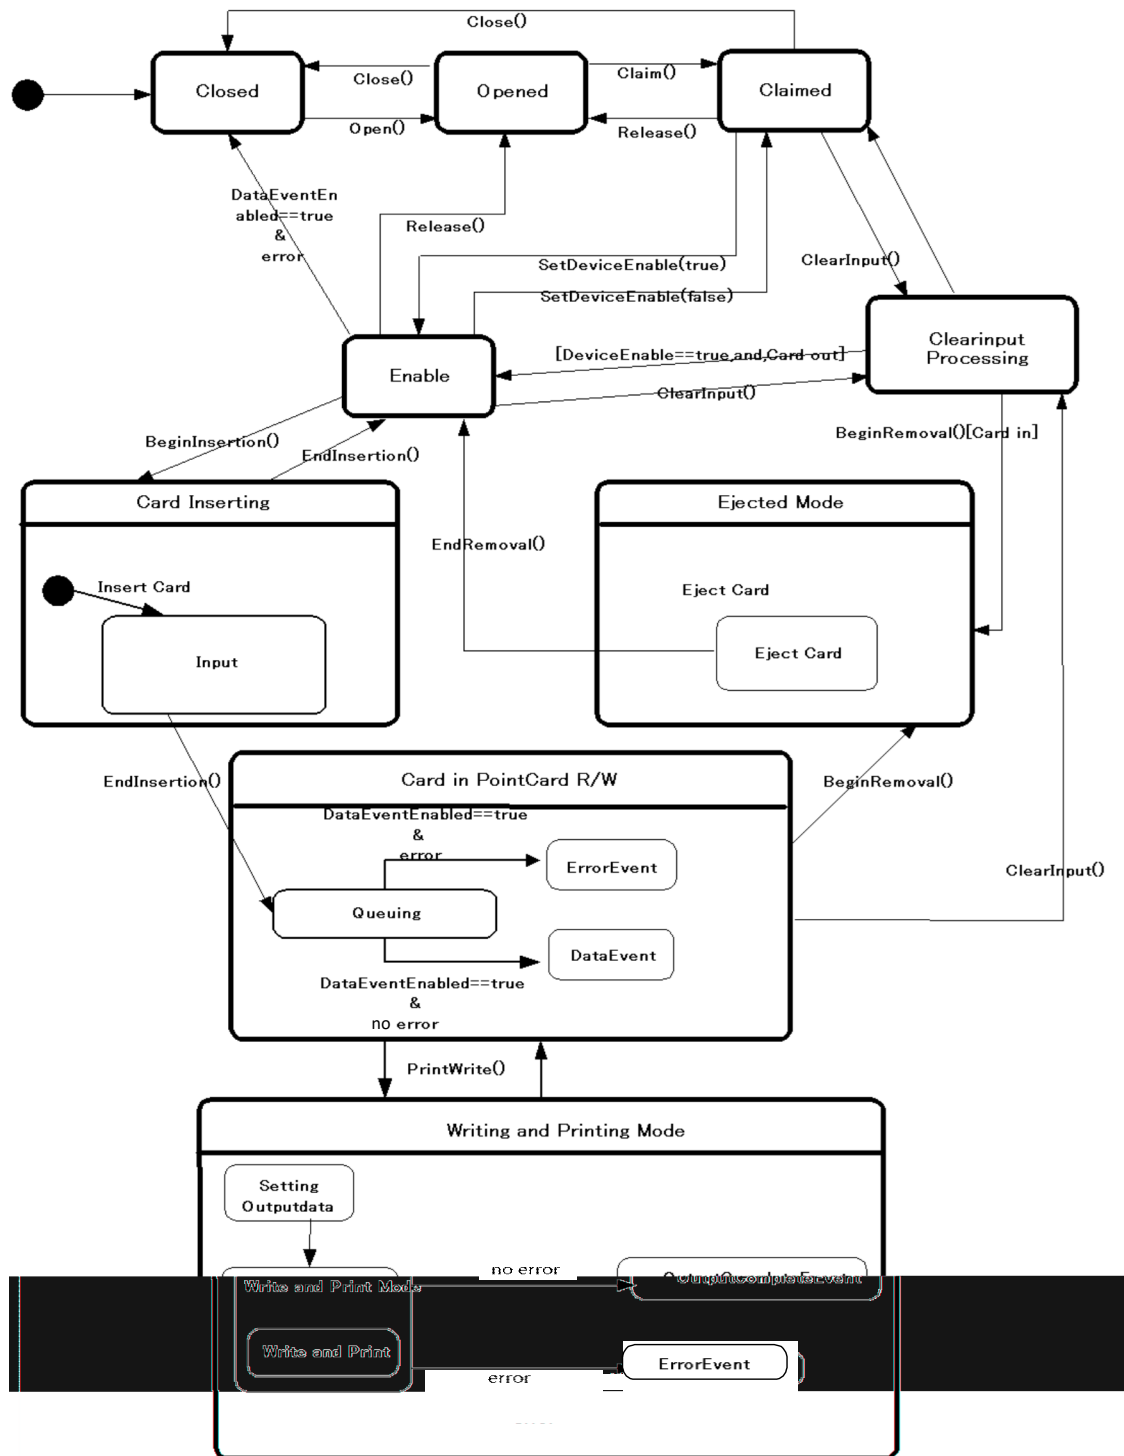 Close()
Closed
Close()
Opened
Claim()
Claimed
Open()
Release()
DataEventEn
abled==true
&
error
Release()
ClearInput()
SetDeviceEnable(true)
SetDeviceEnable(false)
Clearinput
Processing
[DeviceEnable==true,and,Card out]
Enable
ClearInput()
BeginRemoval()[Card in]
BeginInsertion()
EndInsertion()
Card Inserting
Ejected Mode
EndRemoval()
Insert Card
Eject Card
Input
Eject Card
EndInsertion()
Card in PointCard R/W
BeginRemoval()
DataEventEnabled==true
&
error
ErrorEvent
ClearInput()
Queuing
DataEvent
DataEventEnabled==true
&
no error
PrintWrite()
Writing and Printing Mode
Setting
Outputdata
no error
Write and Print Mode
OutputCompleteEvent
Write and Print
ErrorEvent
error